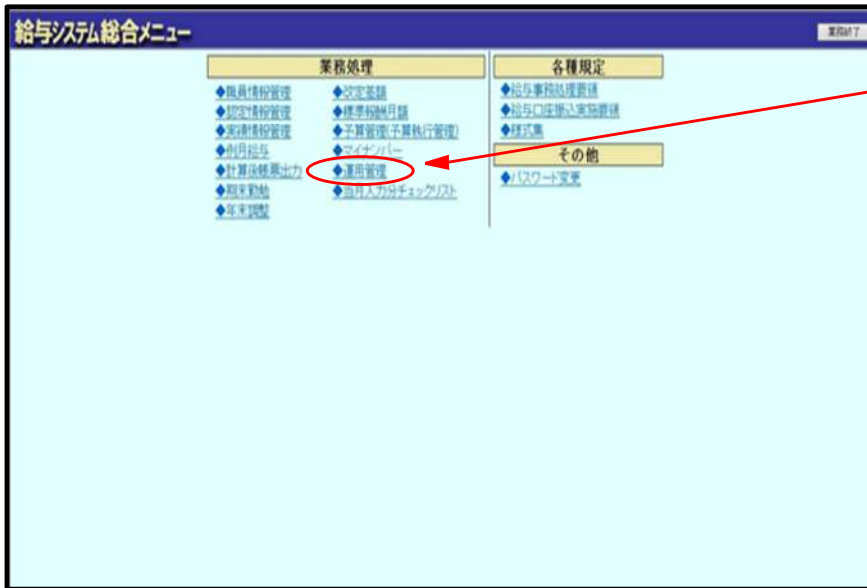 給与システム総合メニュー
業務終了
業務処理
◆職員情報管理
◆認定情報管理
◆実績情報管理
◆例月給与
◆計算後帳票出力
◆期末勤勉
◆年末調整
◆改定差額
◆標準報酬月額
◆予算管理(予算執行管理)
◆マイナンバー
◆運用管理
◆当月入力分チェックリスト
各種規定
◆給与事務処理要領
◆給与口座振込実施要領
◆様式集
その他
◆パスワード変更